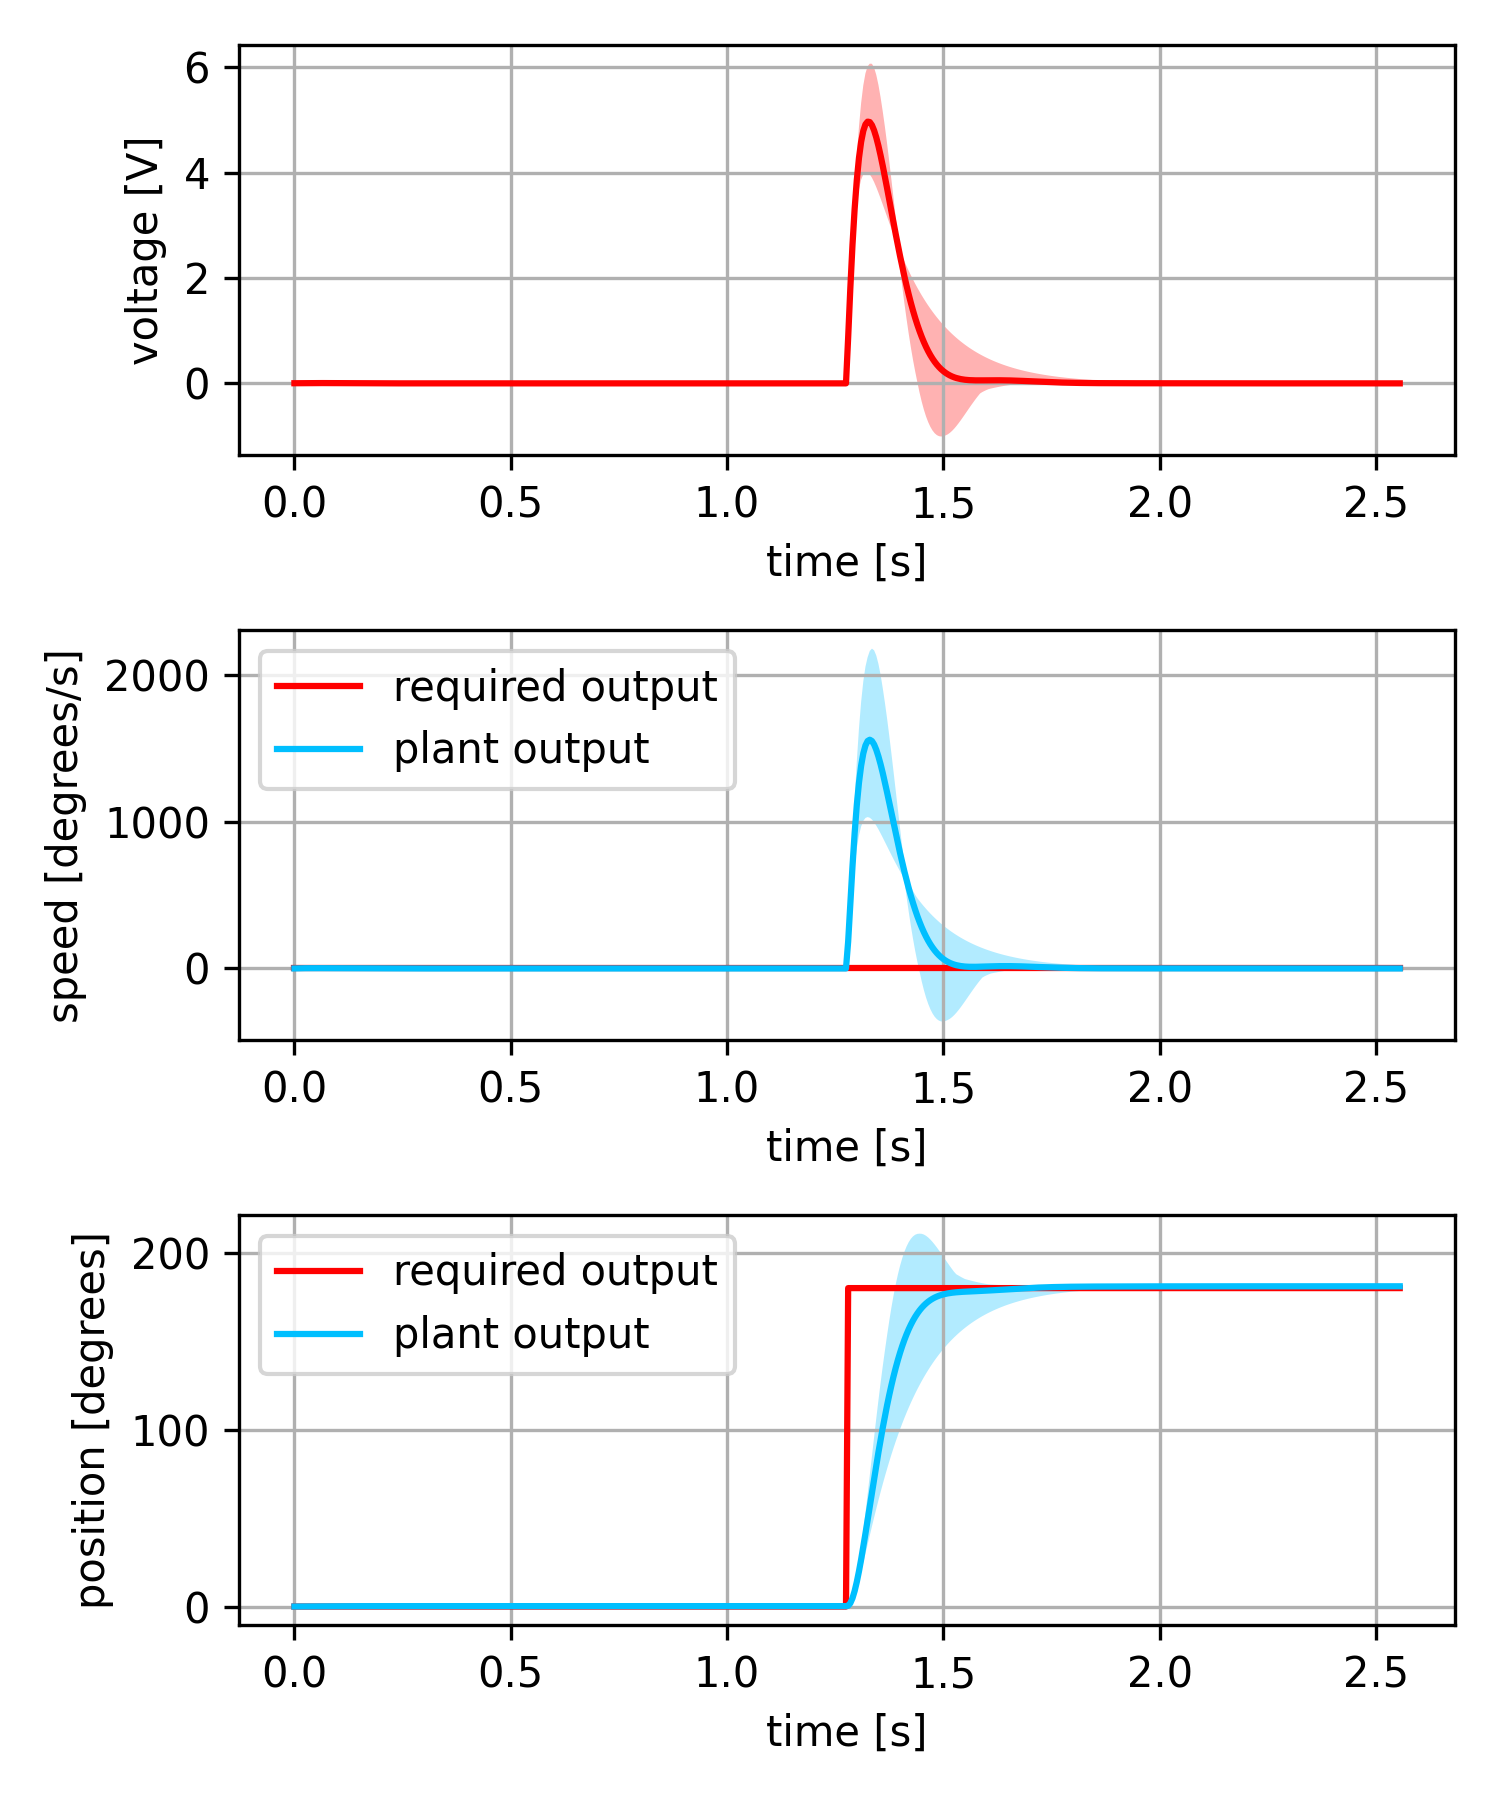 6
4
2
0
voltage [V]
0.0 0.5 1.0 1.5 2.0 2.5
time [s]
required output
plant output
2000
1000
0
speed [degrees/s]
0.0 0.5 1.0 1.5 2.0 2.5
time [s]
required output
plant output
200
100
0
position [degrees]
0.0 0.5 1.0 1.5 2.0 2.5
time [s]